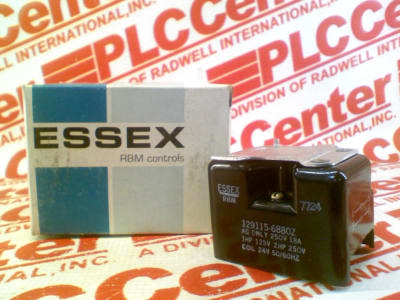 PLCCenter
A DIVISION OF RADWELL INTERNATIONAL, INC.
ESSEX
RBM controls
ESSEX
RBM
7724
129115-6880Z
AC ONLY 250V 18A
1HP 125V 2HP 250V
COIL 24V 50/60HZ